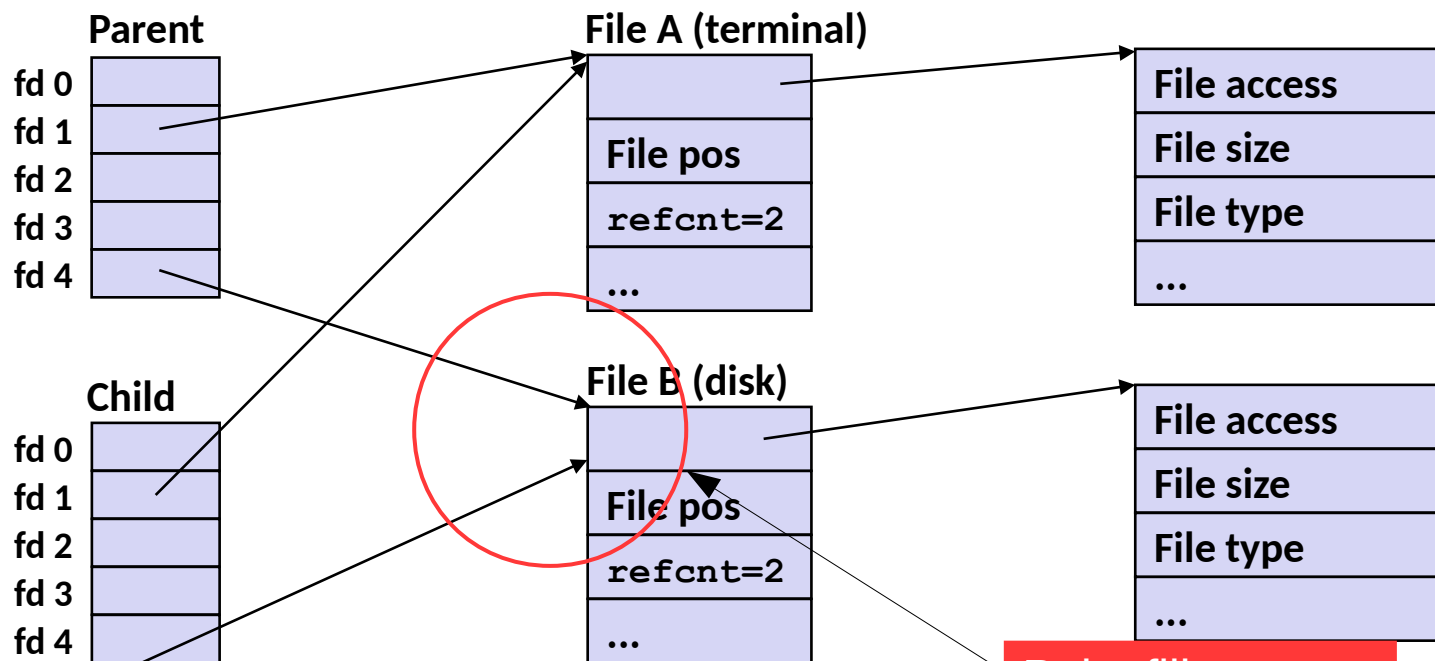 Parent
fd 0
fd 1
fd 2
fd 3
fd 4
File A (terminal)
File pos
refcnt=2
...
File access
File size
File type
...
Child
fd 0
fd 1
fd 2
fd 3
fd 4
File B (disk)
File pos
refcnt=2
...
File access
File size
File type
...